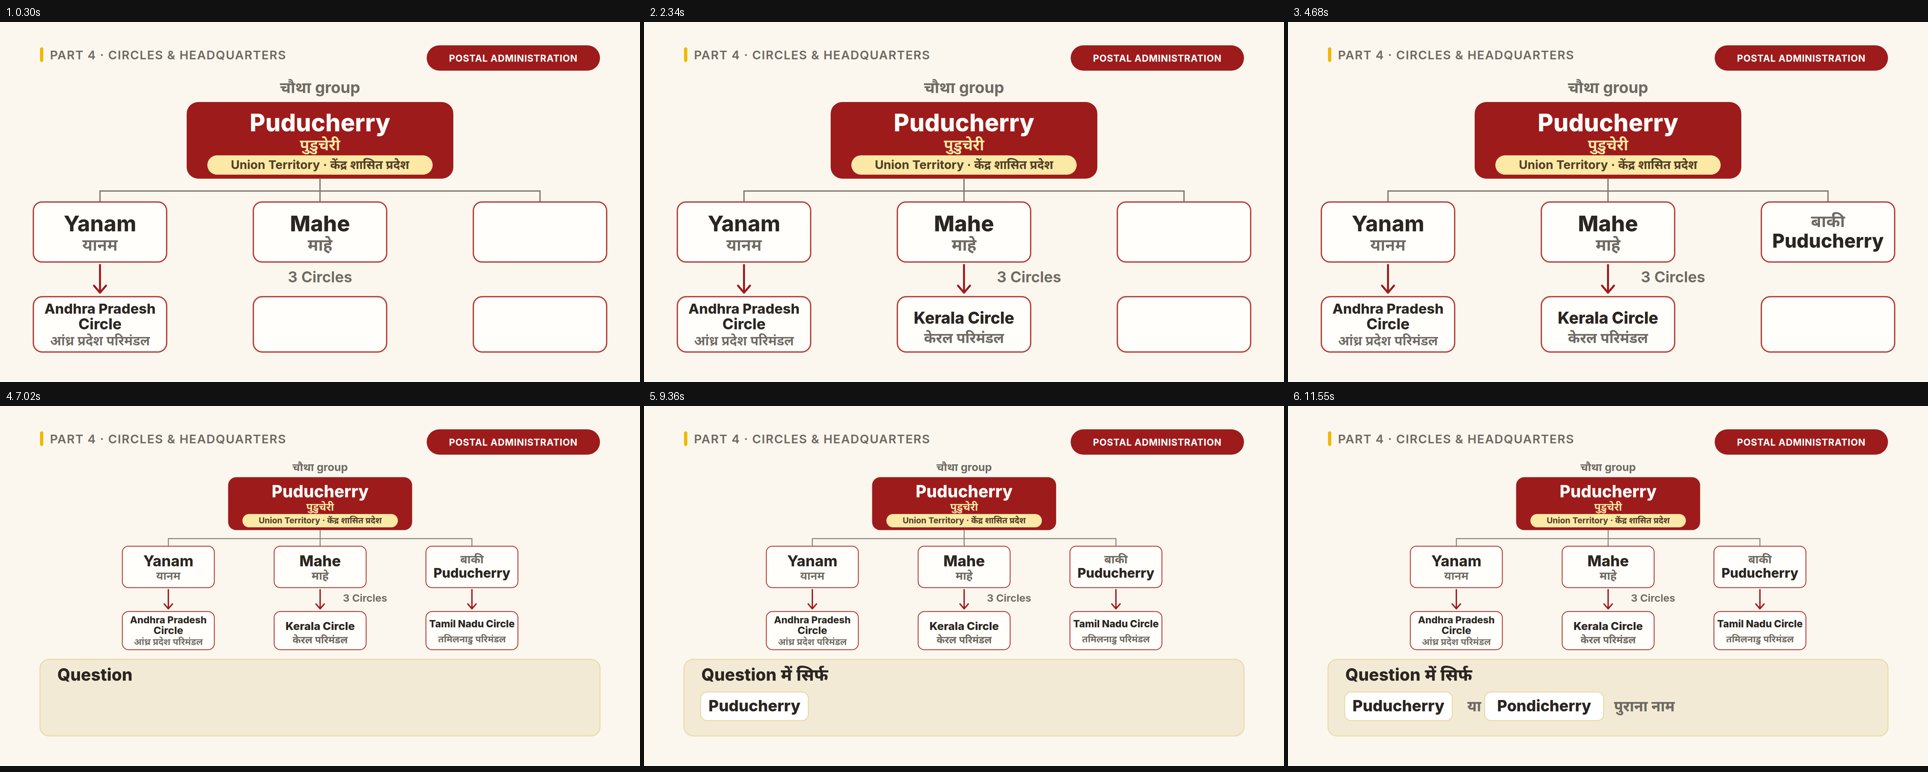 1. 0.30s
PART 4 · CIRCLES & HEADQUARTERS
POSTAL ADMINISTRATION
चौथा group
Puducherry
पुडुचेरी
Union Territory · केंद्र शासित प्रदेश
Yanam
यानम
Mahe
माहे
3 Circles
Andhra Pradesh
Circle
आंध्र प्रदेश परिमंडल
2. 2.34s
PART 4 · CIRCLES & HEADQUARTERS
POSTAL ADMINISTRATION
चौथा group
Puducherry
पुडुचेरी
Union Territory · केंद्र शासित प्रदेश
Yanam
यानम
Mahe
माहे
3 Circles
Andhra Pradesh
Circle
आंध्र प्रदेश परिमंडल
Kerala Circle
केरल परिमंडल
3. 4.68s
PART 4 · CIRCLES & HEADQUARTERS
POSTAL ADMINISTRATION
चौथा group
Puducherry
पुडुचेरी
Union Territory · केंद्र शासित प्रदेश
Yanam
यानम
Mahe
माहे
बाकी
Puducherry
3 Circles
Andhra Pradesh
Circle
आंध्र प्रदेश परिमंडल
Kerala Circle
केरल परिमंडल
4. 7.02s
PART 4 · CIRCLES & HEADQUARTERS
POSTAL ADMINISTRATION
चौथा group
Puducherry
पुडुचेरी
Union Territory · केंद्र शासित प्रदेश
Yanam
यानम
Mahe
माहे
बाकी
Puducherry
3 Circles
Andhra Pradesh
Circle
आंध्र प्रदेश परिमंडल
Kerala Circle
केरल परिमंडल
Tamil Nadu Circle
तमिलनाडु परिमंडल
Question
5. 9.36s
PART 4 · CIRCLES & HEADQUARTERS
POSTAL ADMINISTRATION
चौथा group
Puducherry
पुडुचेरी
Union Territory · केंद्र शासित प्रदेश
Yanam
यानम
Mahe
माहे
बाकी
Puducherry
3 Circles
Andhra Pradesh
Circle
आंध्र प्रदेश परिमंडल
Kerala Circle
केरल परिमंडल
Tamil Nadu Circle
तमिलनाडु परिमंडल
Question में सिर्फ
Puducherry
6. 11.55s
PART 4 · CIRCLES & HEADQUARTERS
POSTAL ADMINISTRATION
चौथा group
Puducherry
पुडुचेरी
Union Territory · केंद्र शासित प्रदेश
Yanam
यानम
Mahe
माहे
बाकी
Puducherry
3 Circles
Andhra Pradesh
Circle
आंध्र प्रदेश परिमंडल
Kerala Circle
केरल परिमंडल
Tamil Nadu Circle
तमिलनाडु परिमंडल
Question में सिर्फ
Puducherry या Pondicherry पुराना नाम